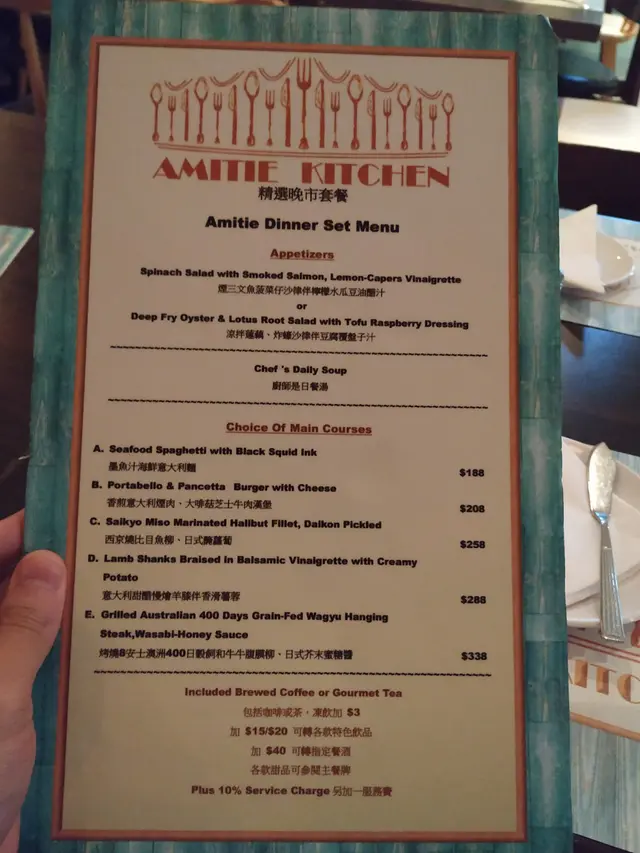 AMITIE KITCHEN
精選晚市套餐
Amitie Dinner Set Menu
Appetizers
Spinach Salad with Smoked Salmon, Lemon-Capers Vinaigrette
煙三文魚菠菜仔沙律伴檸檬水瓜豆油醋汁
or
Deep Fry Oyster & Lotus Root Salad with Tofu Raspberry Dressing
涼拌蓮藕、炸蠔沙律伴豆腐覆盤子汁
Chef 's Daily Soup
廚師是日餐湯
Choice Of Main Courses
A. Seafood Spaghetti with Black Squid Ink
墨魚汁海鮮意大利麵
$188
B. Portabello & Pancetta Burger with Cheese
香煎意大利煙肉、大啡菇芝士牛肉漢堡
$208
C. Saikyo Miso Marinated Halibut Fillet, Daikon Pickled
西京燒比目魚柳、日式醃蘿蔔
$258
D. Lamb Shanks Braised in Balsamic Vinaigrette with Creamy
Potato
意大利甜醋慢燴羊膝伴香滑薯蓉
$288
E. Grilled Australian 400 Days Grain-Fed Wagyu Hanging
Steak,Wasabi-Honey Sauce
烤燒8安士澳洲400日穀飼和牛牛腹膜柳、日式芥末蜜糖醬
$338
Included Brewed Coffee or Gourmet Tea
包括咖啡或茶，凍飲加 $3
加 $15/$20 可轉各款特色飲品
加 $40 可轉指定餐酒
各款甜品可參閱主餐牌
Plus 10% Service Charge 另加一服務費
KITC